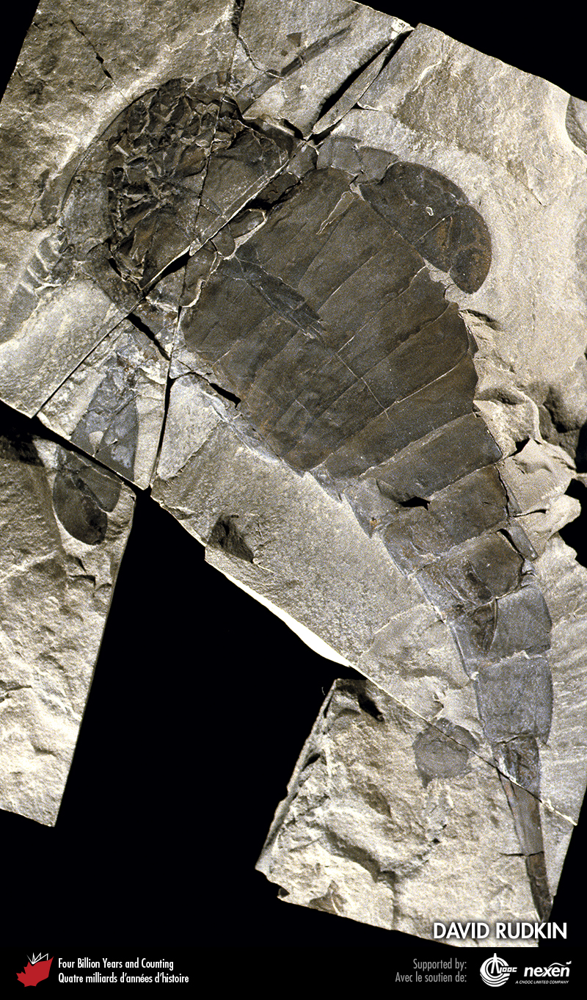 DAVID RUDKIN
Four Billion Years and Counting
Quatre milliards d'années d'histoire
Supported by:
Avec le soutien de:
CNOOC
nexen
A CNOOC LIMITED COMPANY